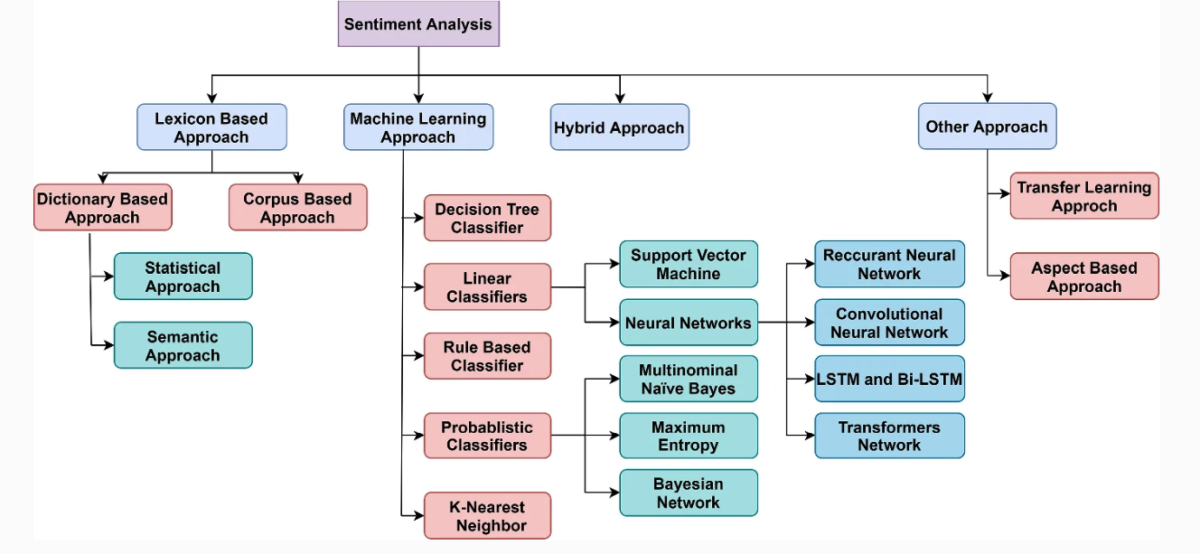 Sentiment Analysis
Lexicon Based
Approach
Machine Learning
Approach
Hybrid Approach
Other Approach
Dictionary Based
Approach
Corpus Based
Approach
Statistical
Approach
Semantic
Approach
Decision Tree
Classifier
Linear
Classifiers
Rule Based
Classifier
Probablistic
Classifiers
K-Nearest
Neighbor
Support Vector
Machine
Neural Networks
Multinominal
Naïve Bayes
Maximum
Entropy
Bayesian
Network
Reccurant Neural
Network
Convolutional
Neural Network
LSTM and Bi-LSTM
Transformers
Network
Transfer Learning
Approch
Aspect Based
Approach